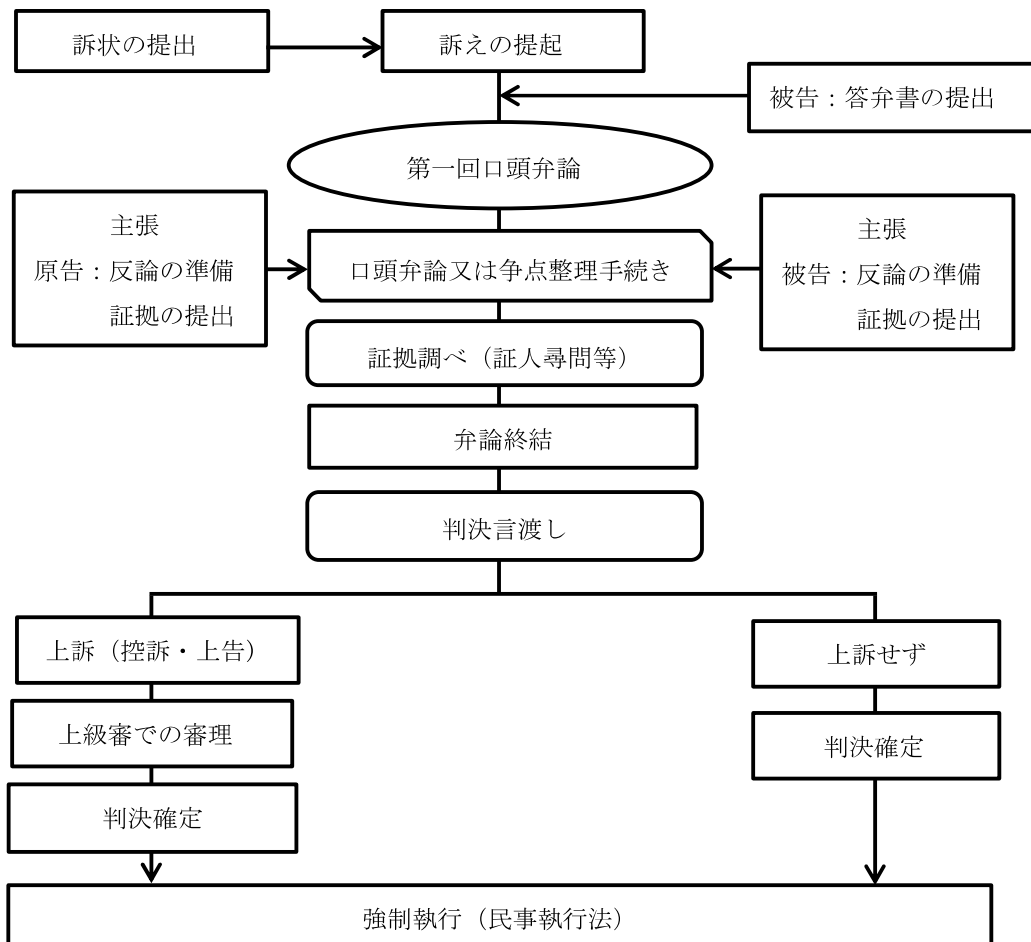 訴状の提出
訴えの提起
被告：答弁書の提出
第一回口頭弁論
主張
原告：反論の準備
証拠の提出
口頭弁論又は争点整理手続き
主張
被告：反論の準備
証拠の提出
証拠調べ（証人尋問等）
弁論終結
判決言渡し
上訴（控訴・上告）
上訴せず
上級審での審理
判決確定
判決確定
強制執行（民事執行法）